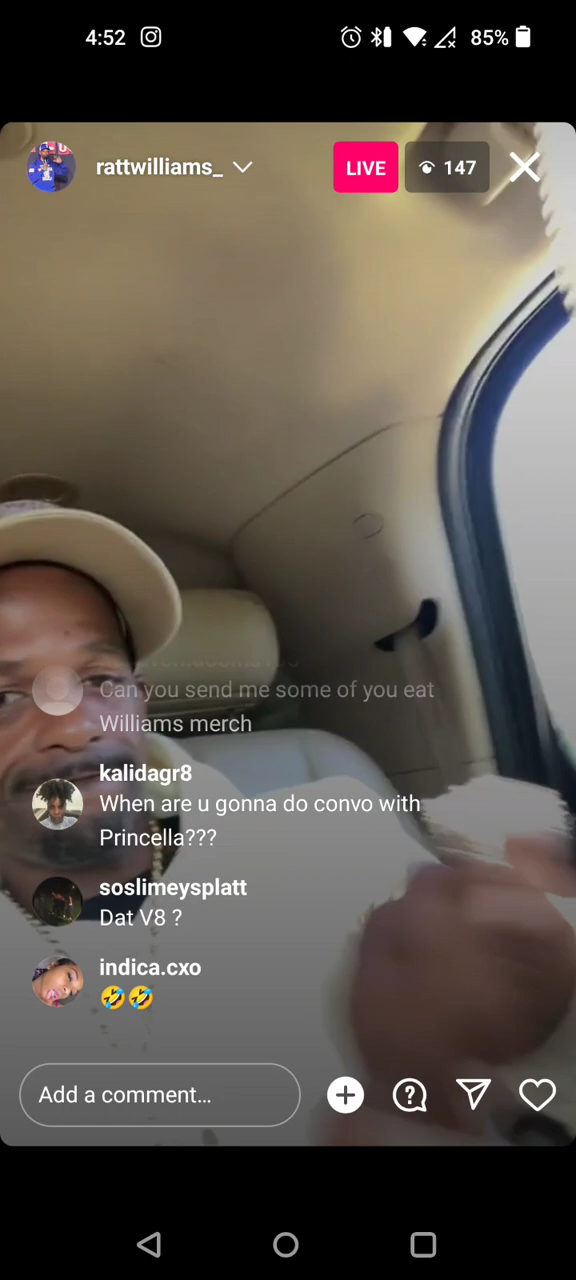 4:52
85%
rattwilliams_
LIVE
147
Can you send me some of you eat
Williams merch
kalidagr8
When are u gonna do convo with
Princella???
soslimeysplatt
Dat V8 ?
indica.cxo
🤣🤣
Add a comment...